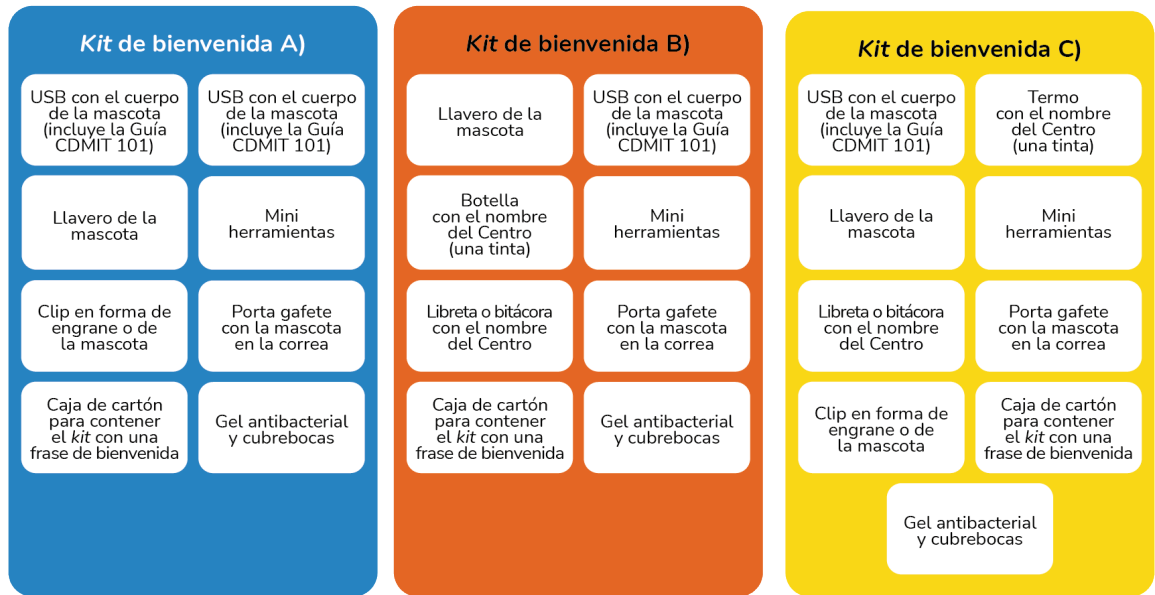 Kit de bienvenida A)
USB con el cuerpo
de la mascota
(incluye la Guía
CDMIT 101)
USB con el cuerpo
de la mascota
(incluye la Guía
CDMIT 101)
Llavero de la
mascota
Mini
herramientas
Clip en forma de
engrane o de
la mascota
Porta gafete
con la mascota
en la correa
Caja de cartón
para contener
el kit con una
frase de bienvenida
Gel antibacterial
y cubrebocas
Kit de bienvenida B)
Llavero de la
mascota
USB con el cuerpo
de la mascota
(incluye la Guía
CDMIT 101)
Botella
con el nombre
del Centro
(una tinta)
Mini
herramientas
Libreta o bitácora
con el nombre
del Centro
Porta gafete
con la mascota
en la correa
Caja de cartón
para contener
el kit con una
frase de bienvenida
Gel antibacterial
y cubrebocas
Kit de bienvenida C)
USB con el cuerpo
de la mascota
(incluye la Guía
CDMIT 101)
Termo
con el nombre
del Centro
(una tinta)
Llavero de la
mascota
Mini
herramientas
Libreta o bitácora
con el nombre
del Centro
Porta gafete
con la mascota
en la correa
Clip en forma de
engrane o de
la mascota
Caja de cartón
para contener
el kit con una
frase de bienvenida
Gel antibacterial
y cubrebocas